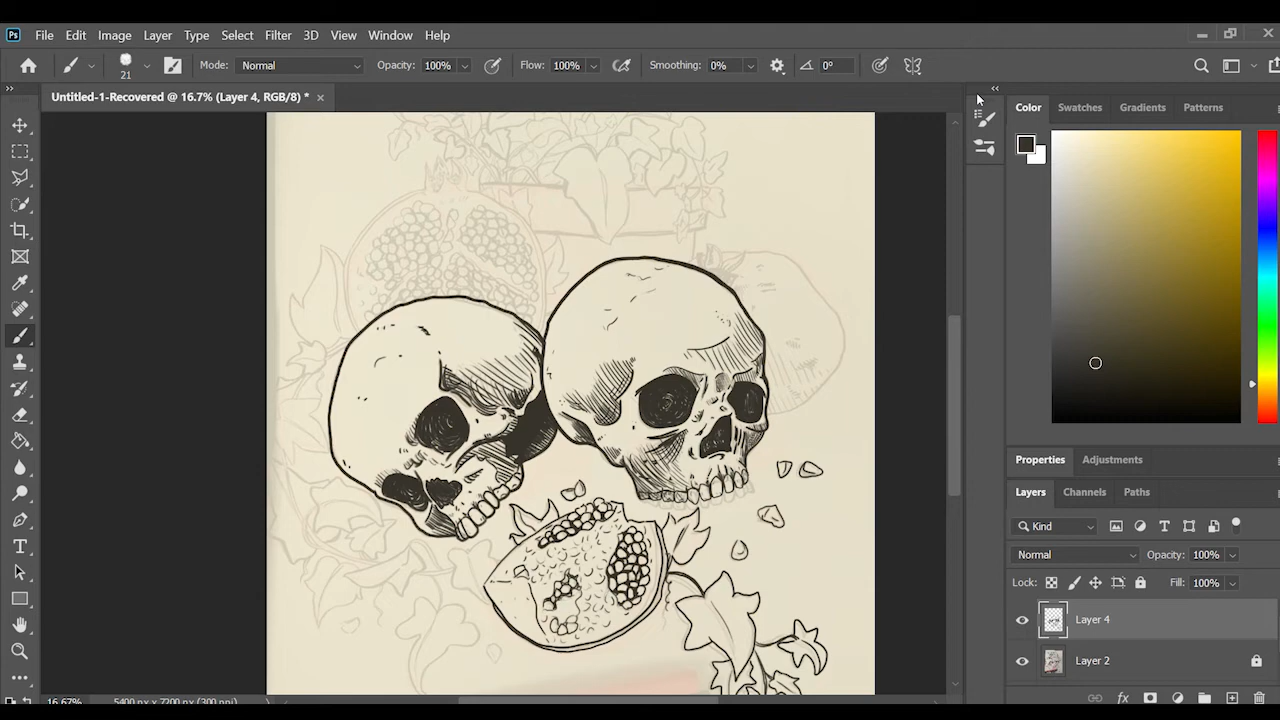 Ps File Edit Image Layer Type Select Filter 3D View Window Help
21 Mode: Normal Opacity: 100% Flow: 100% Smoothing: 0% 0°
Untitled-1-Recovered @ 16.7% (Layer 4, RGB/8) *
Color Swatches Gradients Patterns
Properties Adjustments
Layers Channels Paths
Kind
Normal Opacity: 100%
Lock: Fill: 100%
Layer 4
Layer 2
fx
16.67% 5400 px x 7200 px (300 ppi)